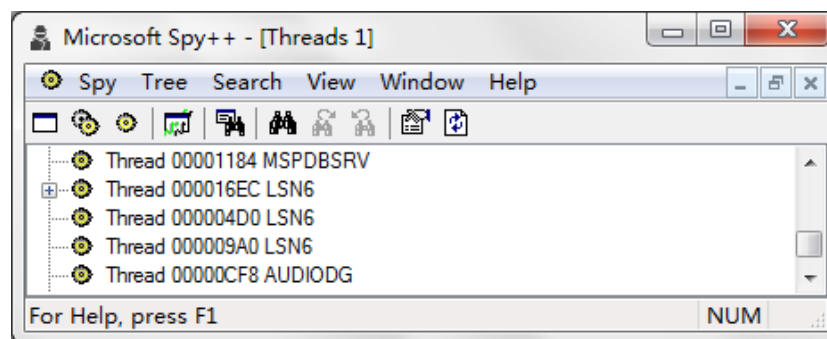 Microsoft Spy++ - [Threads 1]
Spy Tree Search View Window Help
Thread 00001184 MSPDBSRV
Thread 000016EC LSN6
Thread 000004D0 LSN6
Thread 000009A0 LSN6
Thread 00000CF8 AUDIODG
For Help, press F1 NUM